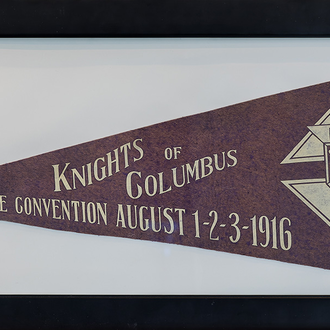 KNIGHTS OF
COLUMBUS
E CONVENTION AUGUST 1-2-3-1916